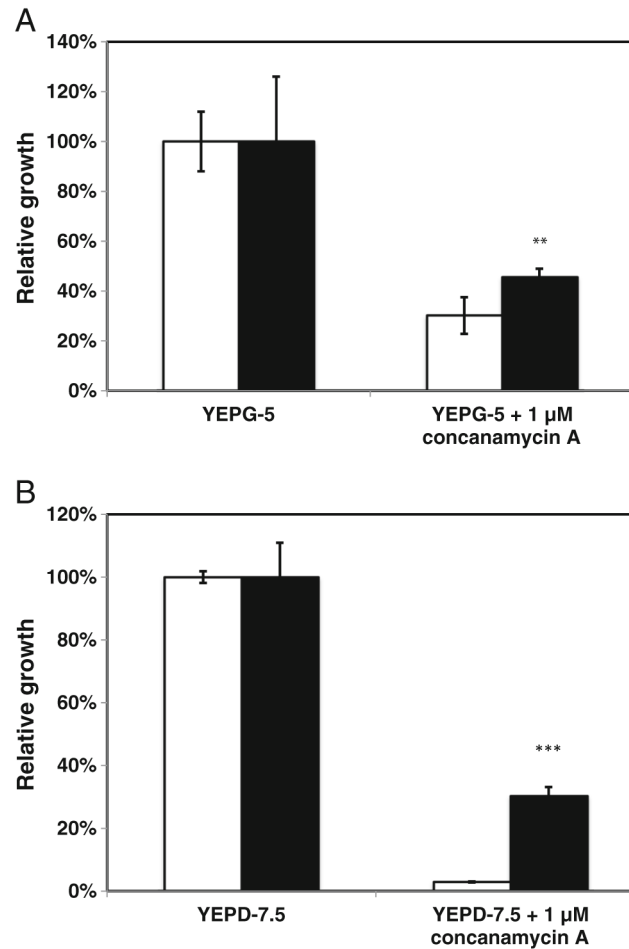 A
140%
120%
100%
80%
60%
40%
20%
0%
Relative growth
**
YEPG-5
YEPG-5 + 1 µM
concanamycin A
B
120%
100%
80%
60%
40%
20%
0%
Relative growth
***
YEPD-7.5
YEPD-7.5 + 1 µM
concanamycin A